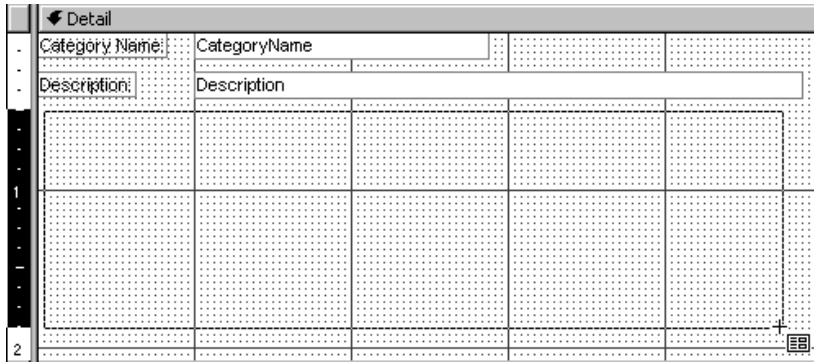 Detail
Category Name: CategoryName
Description: Description
1
2